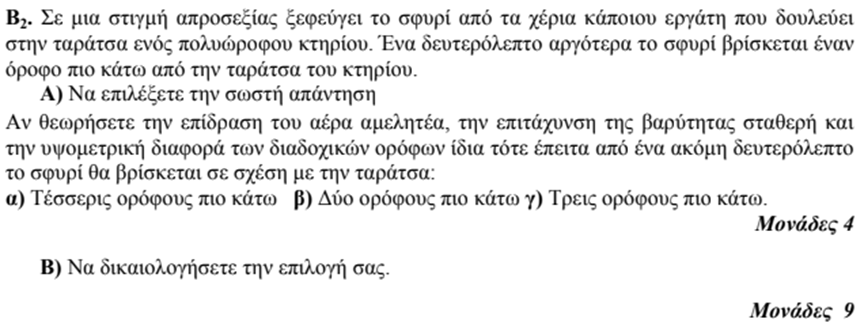 Β₂. Σε μια στιγμή απροσεξίας ξεφεύγει το σφυρί από τα χέρια κάποιου εργάτη που δουλεύει
στην ταράτσα ενός πολυώροφου κτηρίου. Ένα δευτερόλεπτο αργότερα το σφυρί βρίσκεται έναν
όροφο πιο κάτω από την ταράτσα του κτηρίου.
Α) Να επιλέξετε την σωστή απάντηση
Αν θεωρήσετε την επίδραση του αέρα αμελητέα, την επιτάχυνση της βαρύτητας σταθερή και
την υψομετρική διαφορά των διαδοχικών ορόφων ίδια τότε έπειτα από ένα ακόμη δευτερόλεπτο
το σφυρί θα βρίσκεται σε σχέση με την ταράτσα:
α) Τέσσερις ορόφους πιο κάτω β) Δύο ορόφους πιο κάτω γ) Τρεις ορόφους πιο κάτω.
Μονάδες 4
Β) Να δικαιολογήσετε την επιλογή σας.
Μονάδες 9